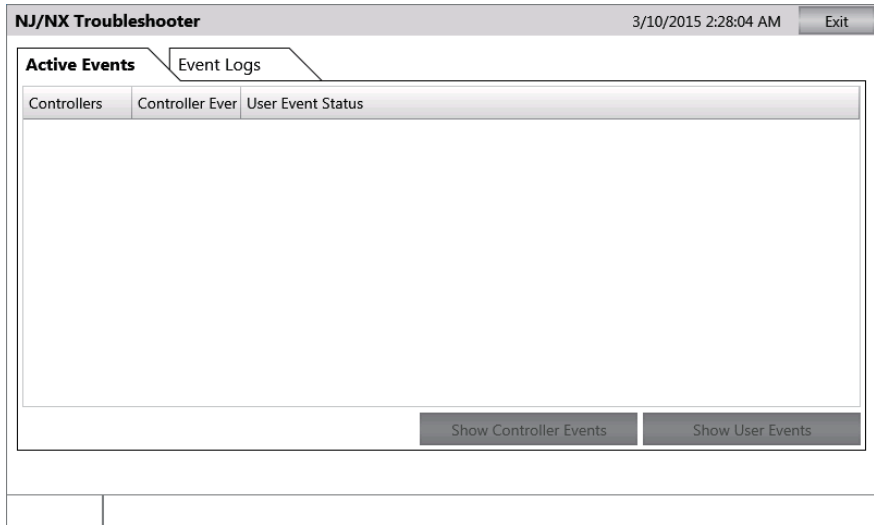 NJ/NX Troubleshooter 3/10/2015 2:28:04 AM Exit
Active Events Event Logs
Controllers Controller Ever User Event Status
Show Controller Events Show User Events